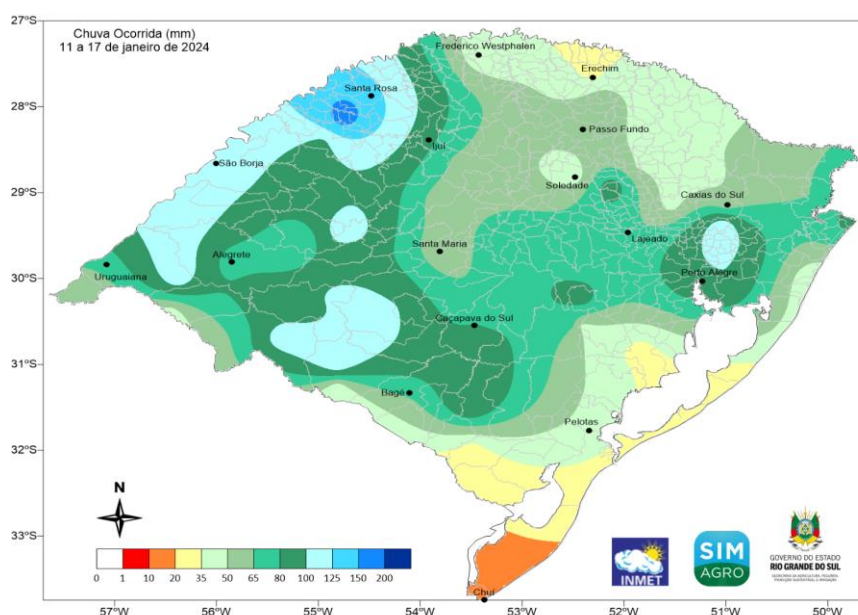 Chuva Ocorrida (mm)
11 a 17 de janeiro de 2024
27°S
28°S
29°S
30°S
31°S
32°S
33°S
Frederico Westphalen
Erechim
Santa Rosa
Passo Fundo
Ijuí
São Borja
Soledade
Caxias do Sul
Santa Maria
Lajeado
Alegrete
Uruguaiana
Porto Alegre
Caçapava do Sul
Bagé
Pelotas
Chuí
N
0 1 10 20 35 50 65 80 100 125 150 200
INMET
SIM
AGRO
GOVERNO DO ESTADO
RIO GRANDE DO SUL
57°W 56°W 55°W 54°W 53°W 52°W 51°W 50°W